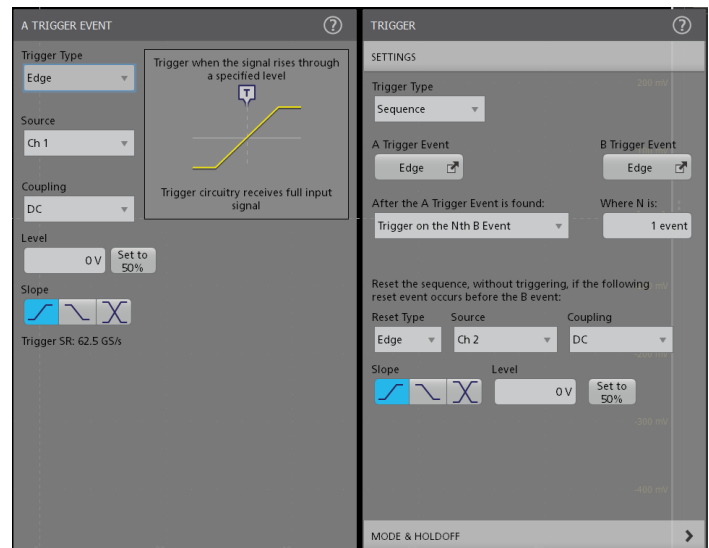 A TRIGGER EVENT
?
Trigger Type
Edge
Trigger when the signal rises through
a specified level
T
Source
Ch 1
Coupling
DC
Trigger circuitry receives full input
signal
Level
0 V
Set to
50%
Slope
Trigger SR: 62.5 GS/s
TRIGGER
?
SETTINGS
200 mV
Trigger Type
Sequence
A Trigger Event
B Trigger Event
Edge
Edge
After the A Trigger Event is found:
Where N is:
Trigger on the Nth B Event
1 event
Reset the sequence, without triggering, if the following
reset event occurs before the B event:
Reset Type
Source
Coupling
Edge
Ch 2
DC
-200 mV
Slope
Level
0 V
Set to
50%
-300 mV
-400 mV
MODE & HOLDOFF